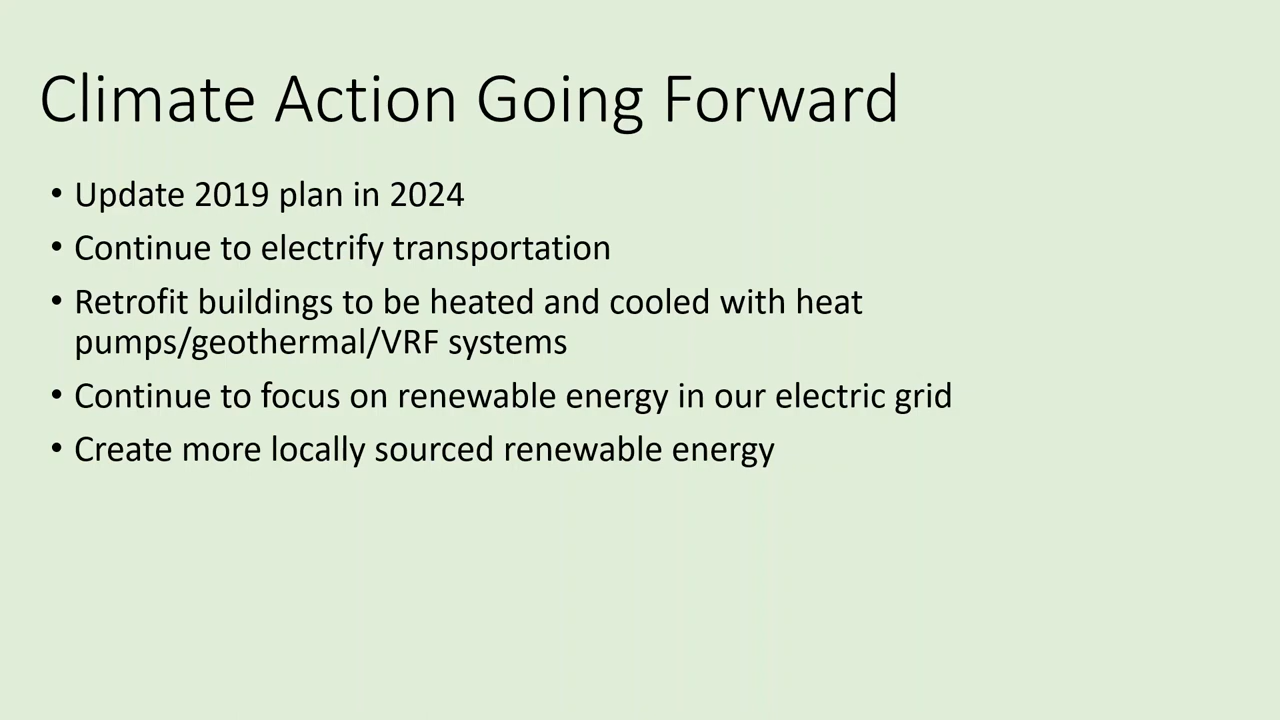 Climate Action Going Forward
• Update 2019 plan in 2024
• Continue to electrify transportation
• Retrofit buildings to be heated and cooled with heat
pumps/geothermal/VRF systems
• Continue to focus on renewable energy in our electric grid
• Create more locally sourced renewable energy